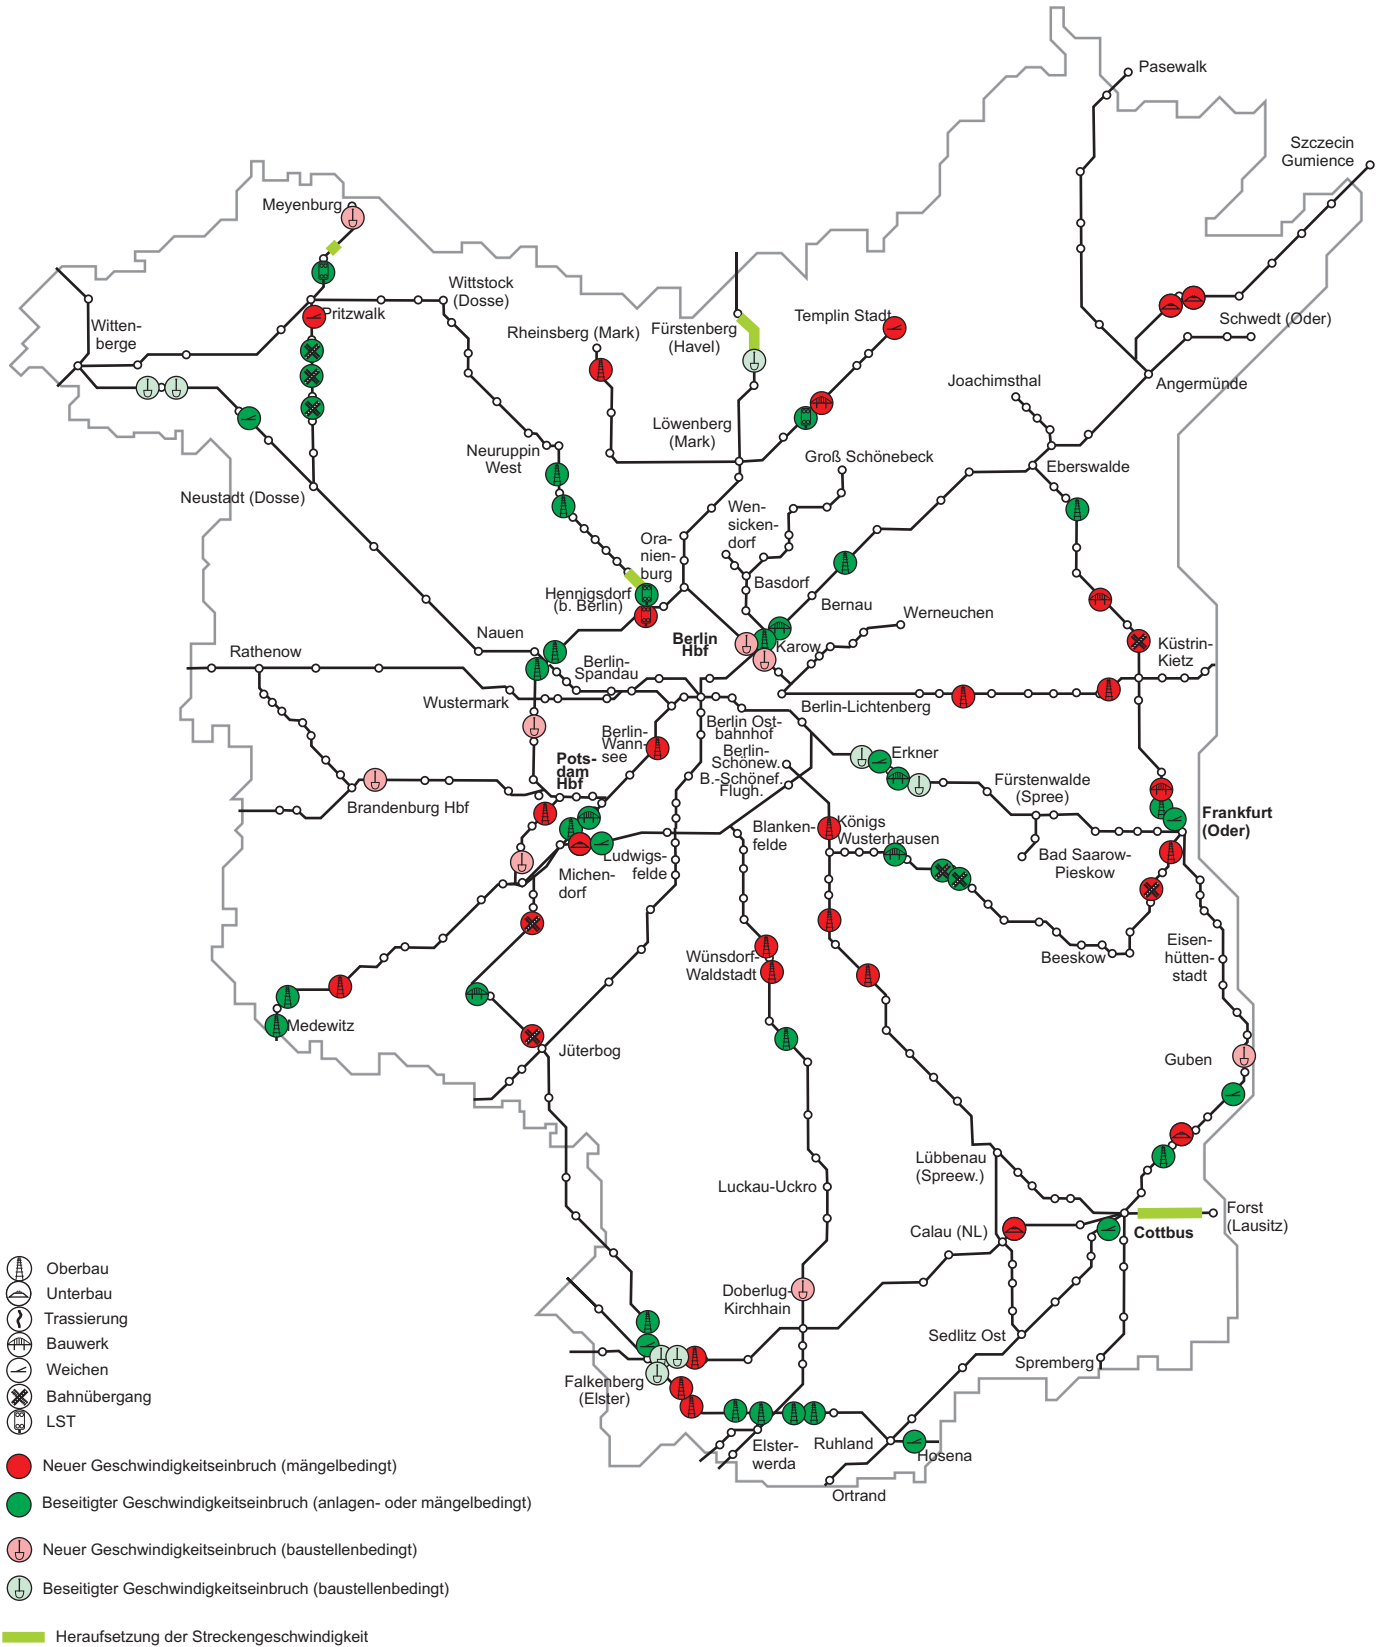 Pasewalk
Szczecin
Gumience
Meyenburg
Wittstock
(Dosse)
Pritzwalk
Witten-
berge
Rheinsberg (Mark)
Fürstenberg
(Havel)
Templin Stadt
Schwedt (Oder)
Angermünde
Joachimsthal
Löwenberg
(Mark)
Neuruppin
West
Groß Schönebeck
Eberswalde
Neustadt (Dosse)
Wen-
sicken-
dorf
Ora-
nien-
burg
Basdorf
Hennigsdorf
(b. Berlin)
Bernau
Werneuchen
Nauen
Berlin
Hbf
Karow
Küstrin-
Kietz
Rathenow
Berlin-
Spandau
Wustermark
Berlin-Lichtenberg
Berlin Ost-
bahnhof
Berlin-
Wann-
see
Berlin-
Schönew.
B.-Schönef.
Flugh.
Erkner
Pots-
dam
Hbf
Fürstenwalde
(Spree)
Brandenburg Hbf
Frankfurt
(Oder)
Blanken-
felde
Königs
Wusterhausen
Ludwigs-
felde
Bad Saarow-
Pieskow
Michen-
dorf
Eisen-
hütten-
stadt
Beeskow
Wünsdorf-
Waldstadt
Medewitz
Jüterbog
Guben
Lübbenau
(Spreew.)
Luckau-Uckro
Forst
(Lausitz)
Calau (NL)
Cottbus
Doberlug-
Kirchhain
Sedlitz Ost
Spremberg
Falkenberg
(Elster)
Elster-
werda
Ruhland
Hosena
Ortrand
Oberbau
Unterbau
Trassierung
Bauwerk
Weichen
Bahnübergang
LST
Neuer Geschwindigkeitseinbruch (mängelbedingt)
Beseitigter Geschwindigkeitseinbruch (anlagen- oder mängelbedingt)
Neuer Geschwindigkeitseinbruch (baustellenbedingt)
Beseitigter Geschwindigkeitseinbruch (baustellenbedingt)
Heraufsetzung der Streckengeschwindigkeit